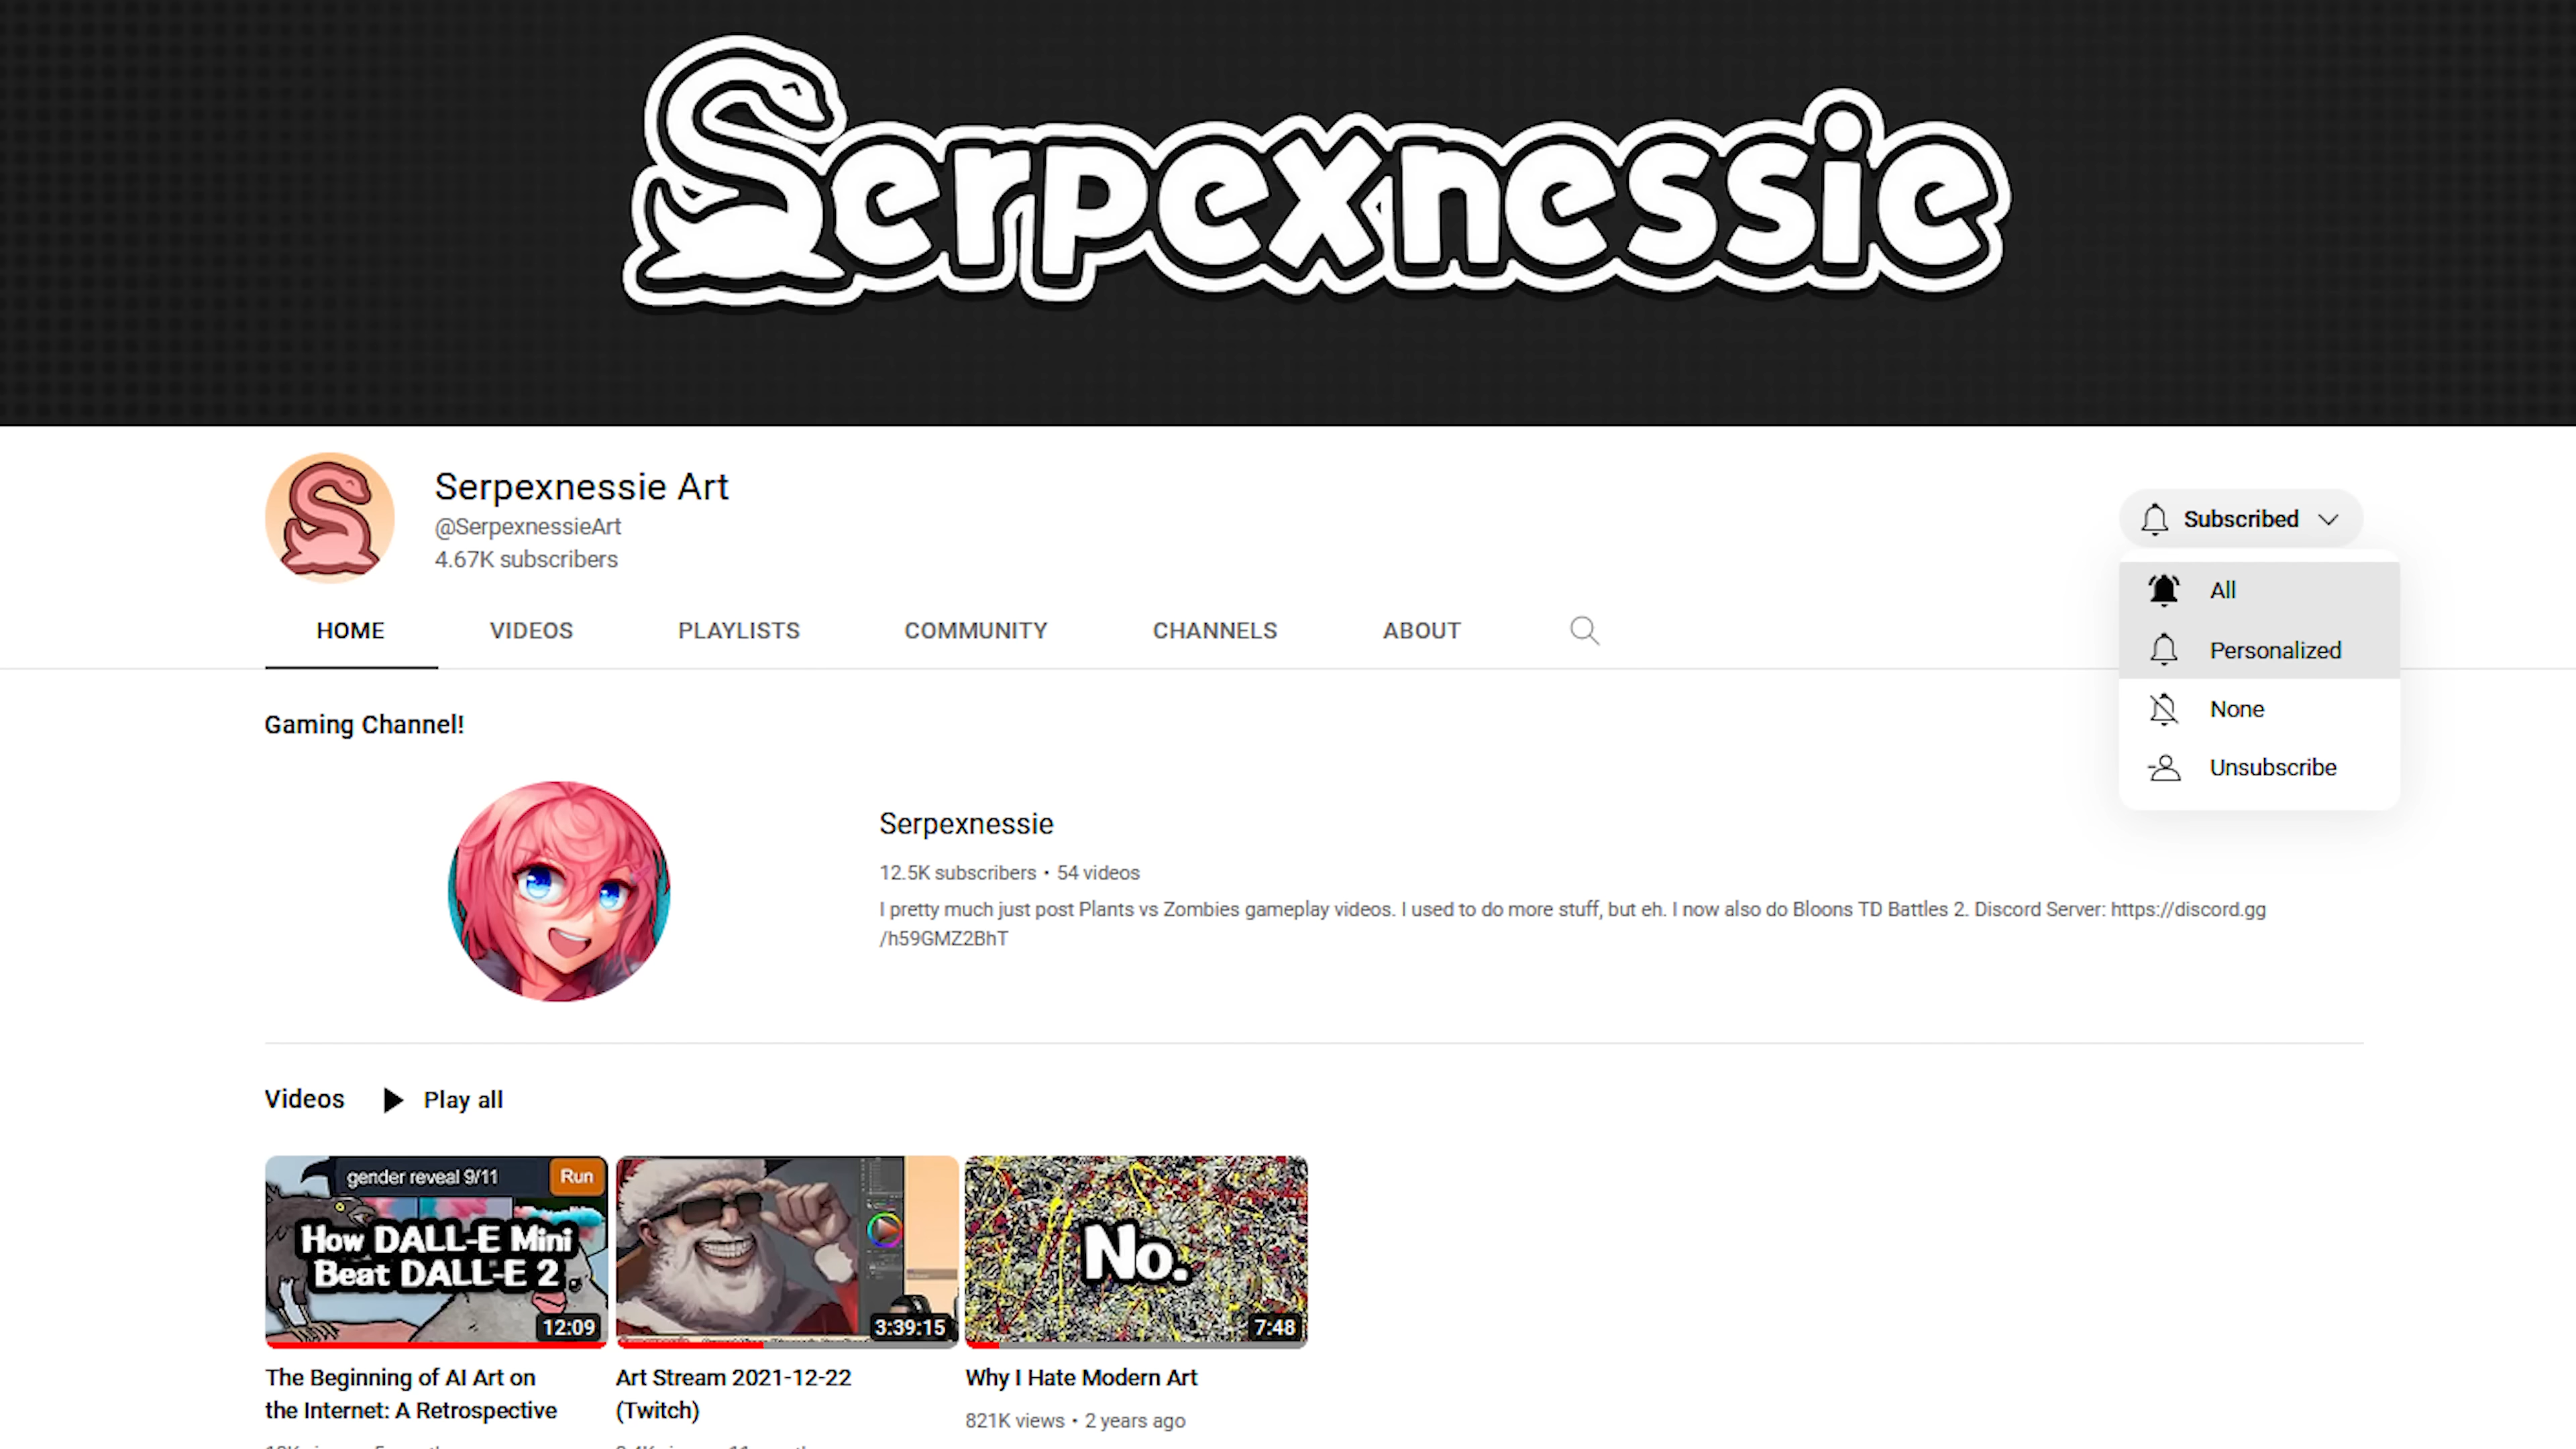 Serpexnessie
Serpexnessie Art
@SerpexnessieArt
4.67K subscribers
Subscribed
All
Personalized
None
Unsubscribe
HOME
VIDEOS
PLAYLISTS
COMMUNITY
CHANNELS
ABOUT
Gaming Channel!
Serpexnessie
12.5K subscribers • 54 videos
I pretty much just post Plants vs Zombies gameplay videos. I used to do more stuff, but eh. I now also do Bloons TD Battles 2. Discord Server: https://discord.gg
/h59GMZ2BhT
Videos
Play all
gender reveal 9/11
Run
How DALL-E Mini
Beat DALL-E 2
12:09
The Beginning of AI Art on
the Internet: A Retrospective
3:39:15
Art Stream 2021-12-22
(Twitch)
No.
7:48
Why I Hate Modern Art
821K views • 2 years ago